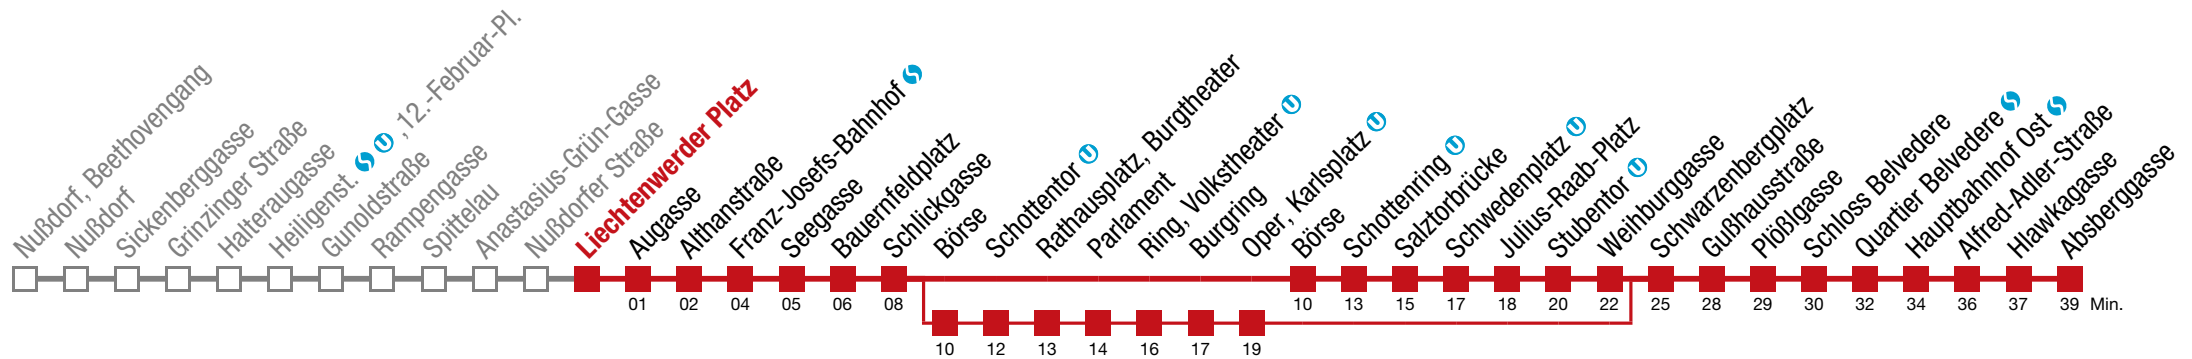 Nußdorf, Beethovengang
Nußdorf
Sickenberggasse
Grinzinger Straße
Halteraugasse
Heiligenst. S U ,12.-Februar-Pl.
Gunoldstraße
Rampengasse
Spittelau
Anastasius-Grün-Gasse
Nußdorfer Straße
Liechtenwerder Platz
Augasse
Althanstraße
Franz-Josefs-Bahnhof S
Seegasse
Bauernfeldplatz
Schlickgasse
Börse
Schottentor U
Rathausplatz, Burgtheater
Parlament
Ring, Volkstheater U
Burgring
Oper, Karlsplatz U
Börse
Schottenring U
Salztorbrücke
Schwedenplatz U
Julius-Raab-Platz
Stubentor U
Weihburggasse
Schwarzenbergplatz
Gußhausstraße
Plößlgasse
Schloss Belvedere
Quartier Belvedere S
Hauptbahnhof Ost S
Alfred-Adler-Straße
Hlawkagasse
Absberggasse
01 02 04 05 06 08 10 13 15 17 18 20 22 25 28 29 30 32 34 36 37 39 Min.
10 12 13 14 16 17 19